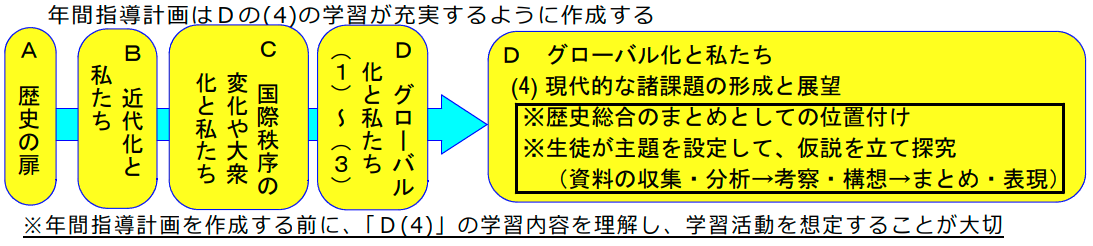 年間指導計画はDの(4)の学習が充実するように作成する
A 歴史の扉
B 近代化と
私たち
C 国際秩序の
変化や大衆
化と私たち
D グローバル
化と私たち
(1)～(3)
D グローバル化と私たち
(4) 現代的な諸課題の形成と展望
※歴史総合のまとめとしての位置付け
※生徒が主題を設定して、仮説を立て探究
（資料の収集・分析→考察・構想→まとめ・表現）
※年間指導計画を作成する前に、「D(4)」の学習内容を理解し、学習活動を想定することが大切